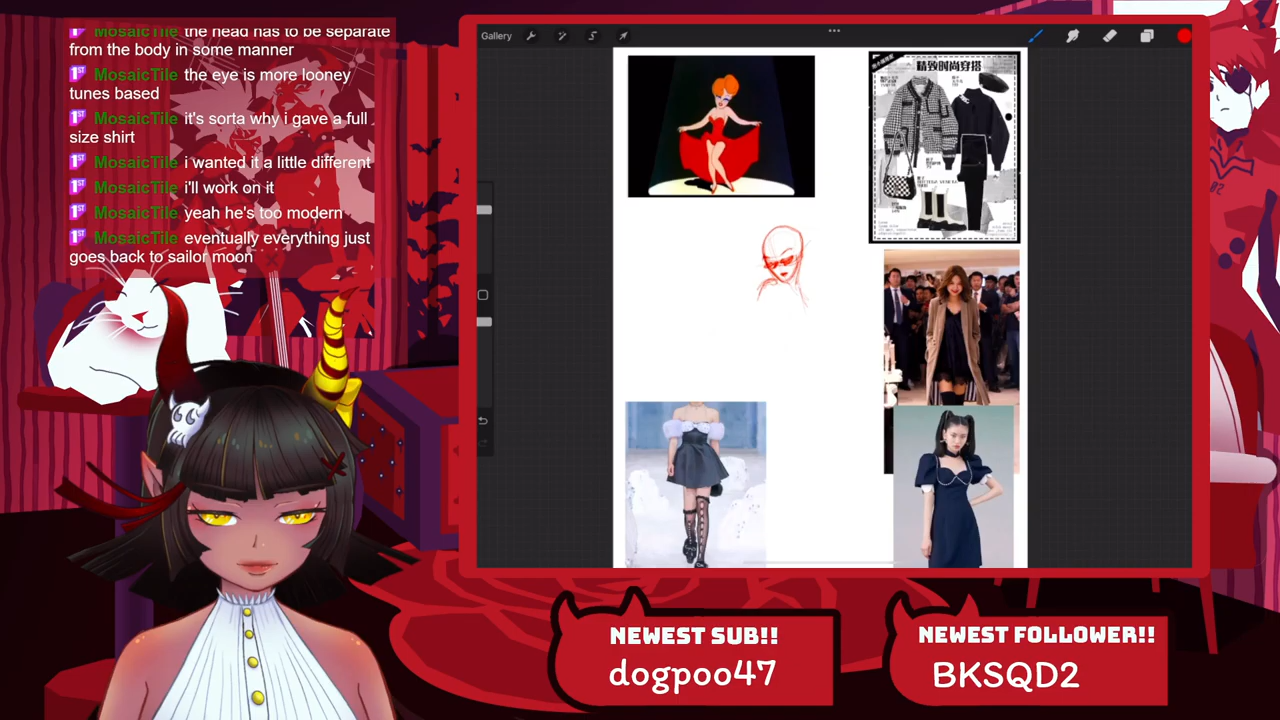 MosaicTile the head has to be separate
from the body in some manner
MosaicTile the eye is more looney
tunes based
MosaicTile it's sorta why i gave a full
size shirt
MosaicTile i wanted it a little different
MosaicTile i'll work on it
MosaicTile yeah he's too modern
MosaicTile eventually everything just
goes back to sailor moon
Gallery
精致时尚穿搭
NEWEST SUB!!
dogpoo47
NEWEST FOLLOWER!!
BKSQD2